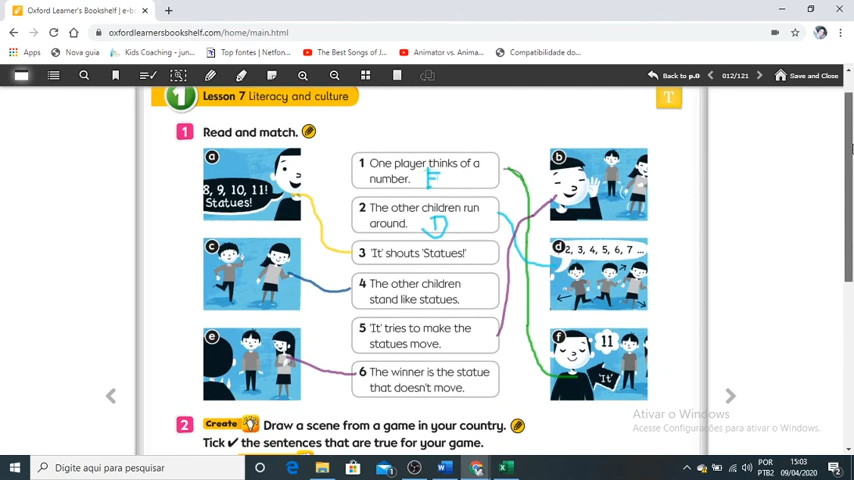 Oxford Learner's Bookshelf | e-b
oxfordlearnersbookshelf.com/home/main.html
Apps
Nova guia
Kids Coaching - jun...
Top fontes | Netfon...
The Best Songs of J...
Animator vs. Anima...
Compatibilidade do...
Back to p.0
012/121
Save and Close
1 Lesson 7 Literacy and culture
T
1 Read and match.
a
8, 9, 10, 11!
Statues!
1 One player thinks of a
number. F
b
2 The other children run
around. D
c
3 'It' shouts 'Statues!'
d
2, 3, 4, 5, 6, 7 ...
4 The other children
stand like statues.
e
5 'It' tries to make the
statues move.
f
11
'It'
6 The winner is the statue
that doesn't move.
Ativar o Windows
Acesse Configurações para ativar o Windows.
2 Create Draw a scene from a game in your country.
Tick ✔ the sentences that are true for your game.
Digite aqui para pesquisar
POR
PTB2
15:03
09/04/2020
2